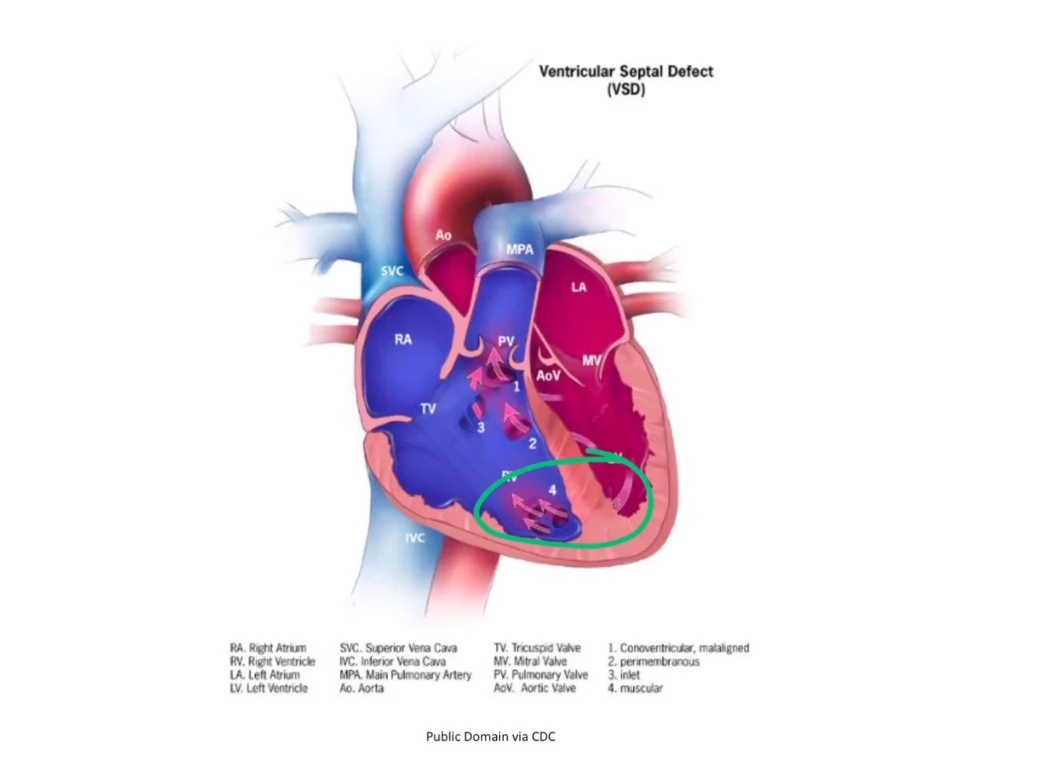 Ventricular Septal Defect
(VSD)
Ao
MPA
SVC
LA
RA
PV
MV
AoV
1
TV
3
2
RV
4
IVC
RA. Right Atrium
RV. Right Ventricle
LA. Left Atrium
LV. Left Ventricle
SVC. Superior Vena Cava
IVC. Inferior Vena Cava
MPA. Main Pulmonary Artery
Ao. Aorta
TV. Tricuspid Valve
MV. Mitral Valve
PV. Pulmonary Valve
AoV. Aortic Valve
1. Conoventricular, malaligned
2. perimembranous
3. inlet
4. muscular
Public Domain via CDC